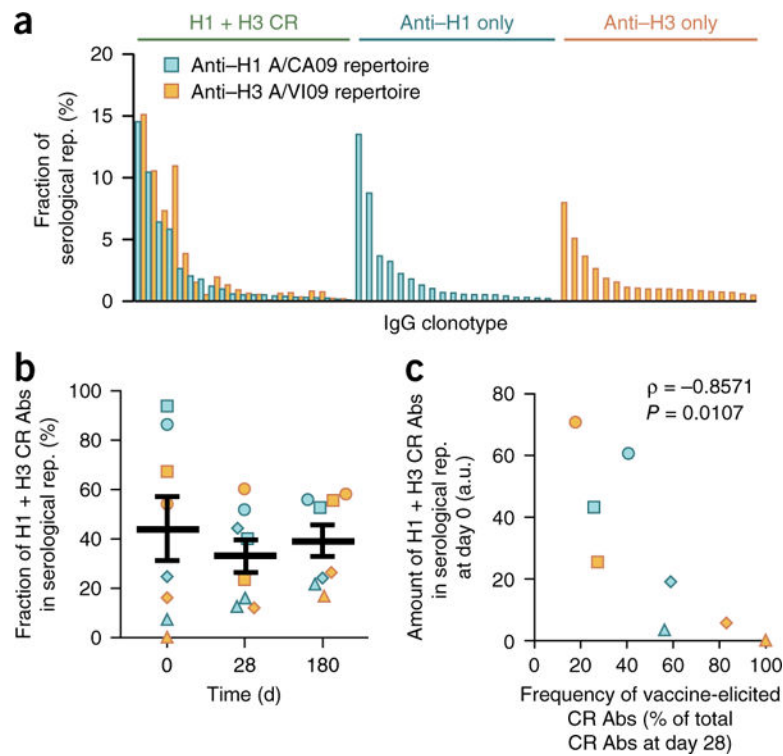 a
H1 + H3 CR
Anti–H1 only
Anti–H3 only
Anti–H1 A/CA09 repertoire
Anti–H3 A/VI09 repertoire
20
15
10
5
0
Fraction of
serological rep. (%)
IgG clonotype
b
100
80
60
40
20
0
Fraction of H1 + H3 CR Abs
in serological rep. (%)
0
28
180
Time (d)
c
ρ = –0.8571
P = 0.0107
80
60
40
20
0
Amount of H1 + H3 CR Abs
in serological rep.
at day 0 (a.u.)
0
20
40
60
80
100
Frequency of vaccine-elicited
CR Abs (% of total
CR Abs at day 28)